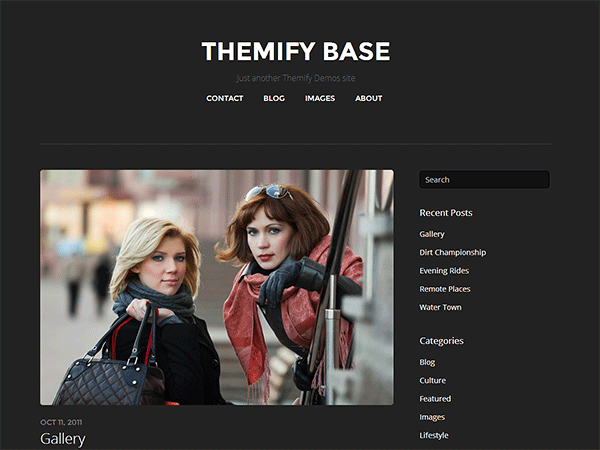 THEMIFY BASE
Just another Themify Demos site
CONTACT BLOG IMAGES ABOUT
Search
Recent Posts
Gallery
Dirt Championship
Evening Rides
Remote Places
Water Town
Categories
Blog
Culture
Featured
Images
Lifestyle
OCT 11, 2011
Gallery